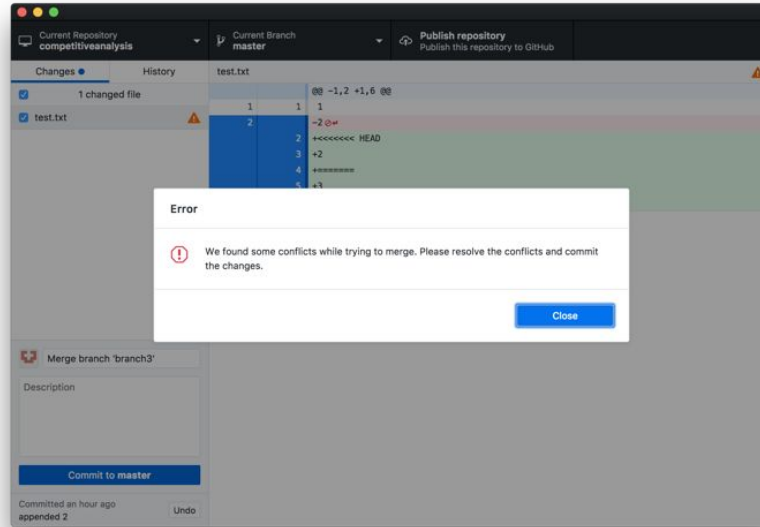 Current Repository
competitiveanalysis
Current Branch
master
Publish repository
Publish this repository to GitHub
Changes
History
test.txt
1 changed file
@@ -1,2 +1,6 @@
1 1 1
test.txt
2 -2
2 +<<<<<<< HEAD
3 +2
4 +=======
5 +3
Error
We found some conflicts while trying to merge. Please resolve the conflicts and commit
the changes.
Close
Merge branch 'branch3'
Description
Commit to master
Committed an hour ago
appended 2
Undo